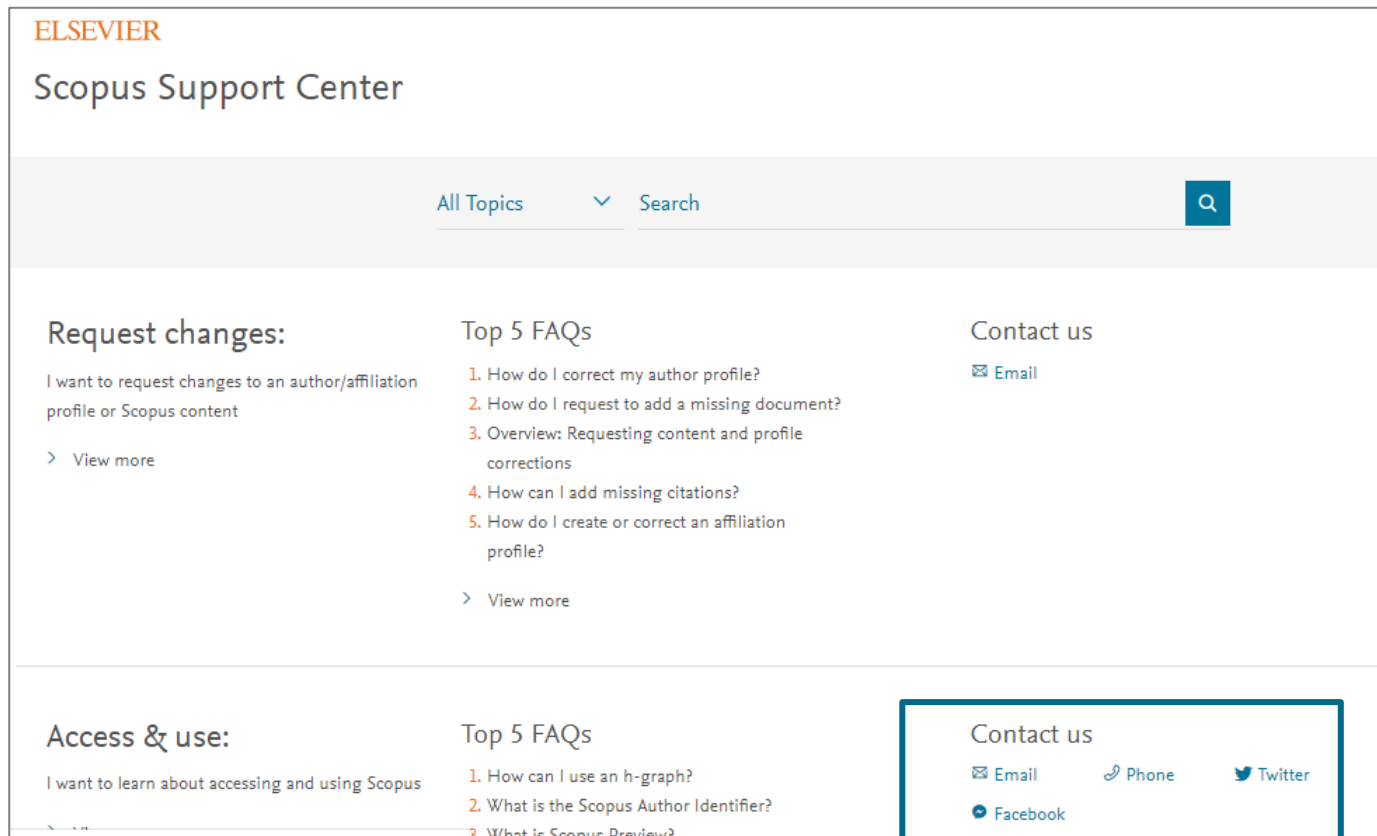 ELSEVIER
Scopus Support Center
All Topics
Search
Request changes:
I want to request changes to an author/affiliation
profile or Scopus content
View more
Top 5 FAQs
1. How do I correct my author profile?
2. How do I request to add a missing document?
3. Overview: Requesting content and profile
corrections
4. How can I add missing citations?
5. How do I create or correct an affiliation
profile?
View more
Contact us
Email
Access & use:
I want to learn about accessing and using Scopus
Top 5 FAQs
1. How can I use an h-graph?
2. What is the Scopus Author Identifier?
3. What is Scopus Preview?
Contact us
Email
Phone
Twitter
Facebook